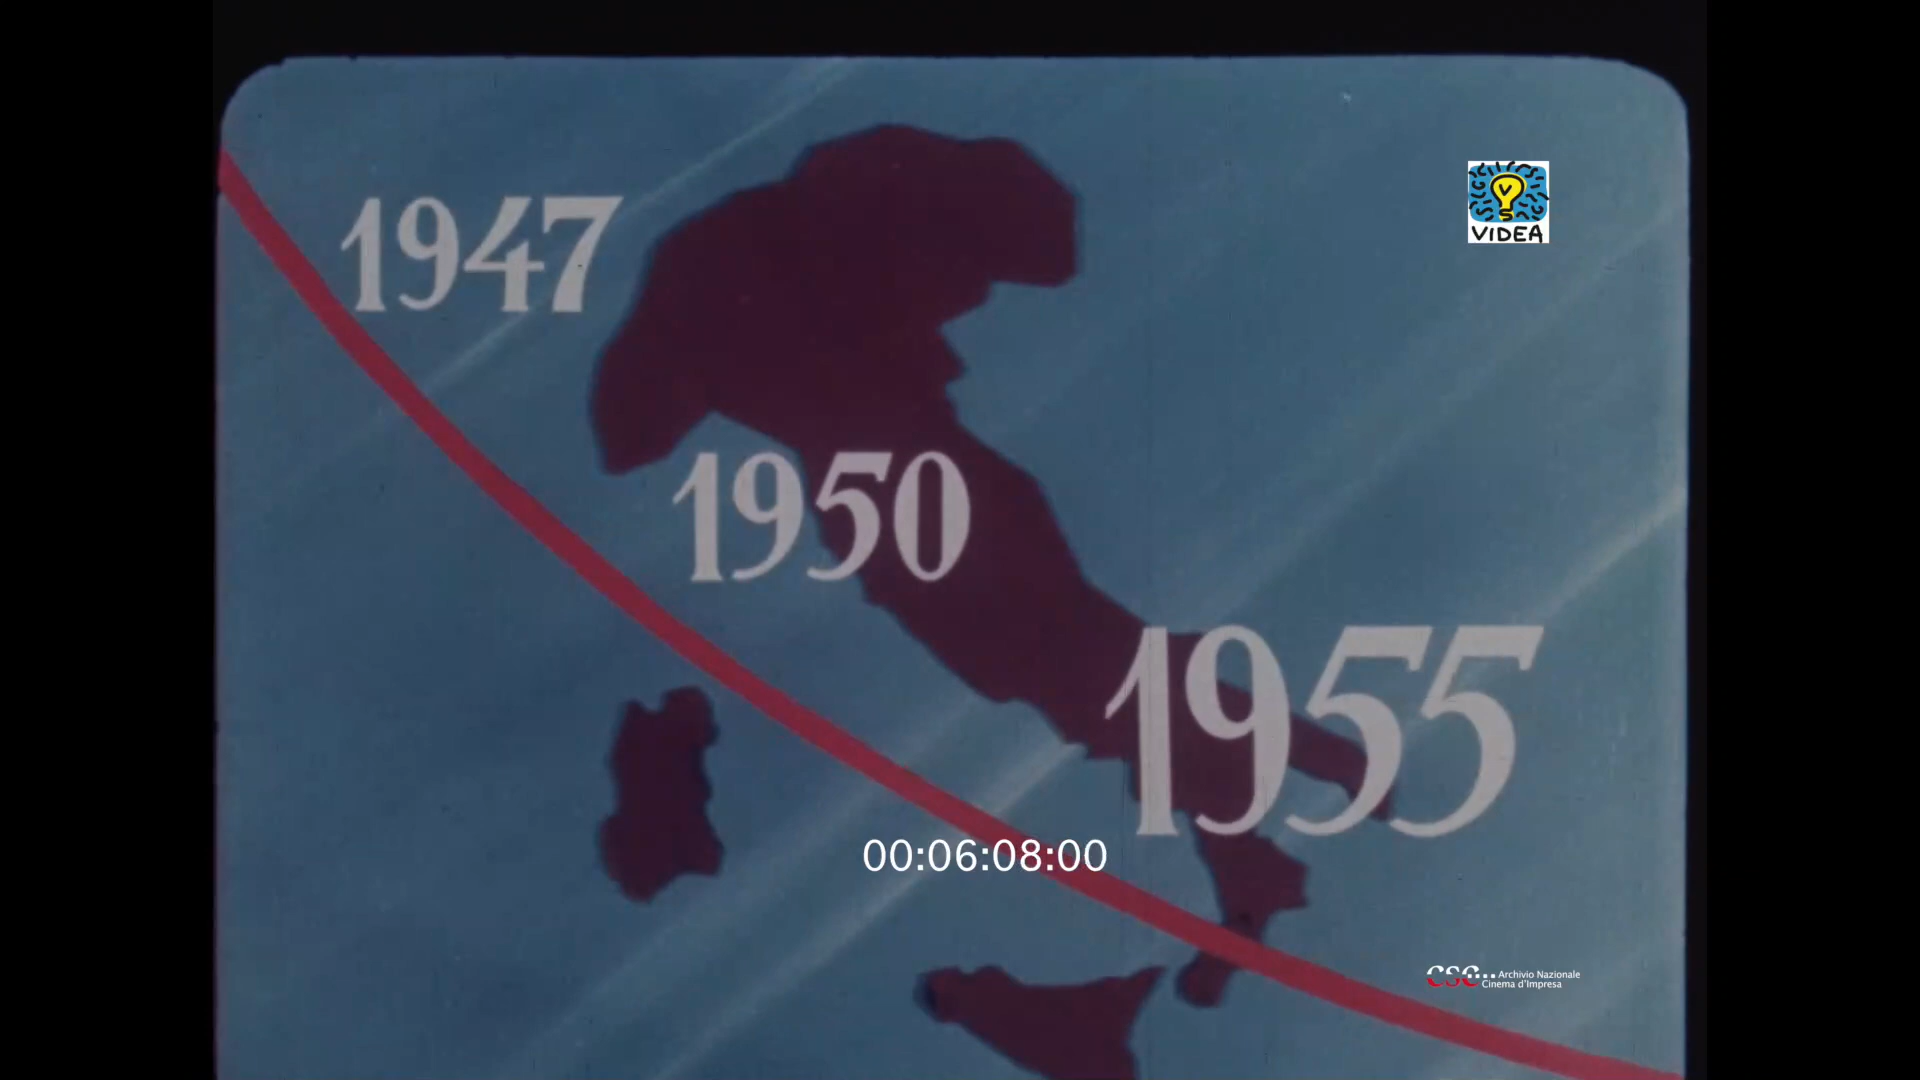 1947
V
VIDEA
1950
1955
00:06:08:00
csc... Archivio Nazionale
Cinema d'Impresa